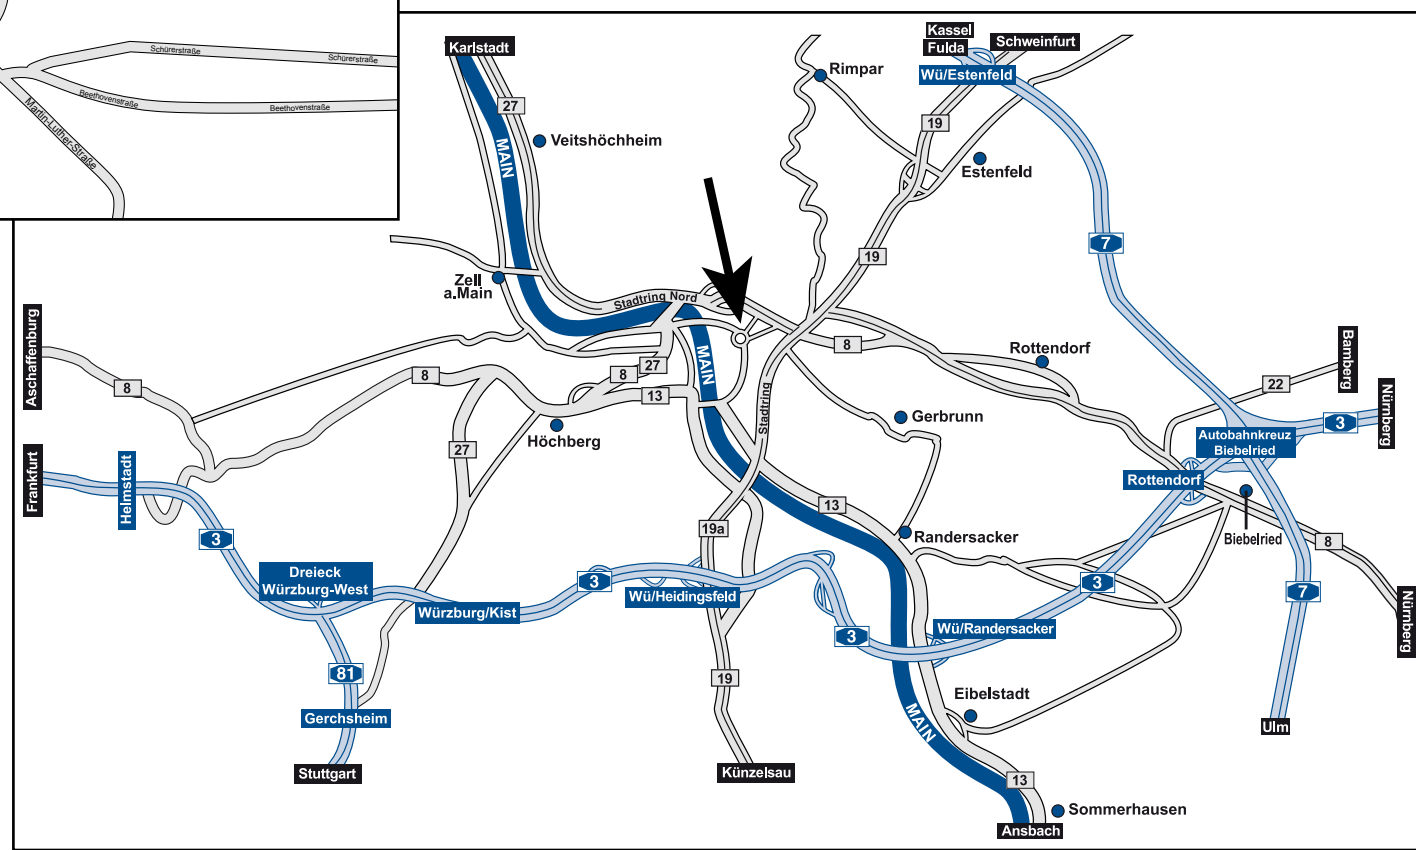 Schürerstraße
Schürerstraße
Beethovenstraße
Beethovenstraße
Martin-Luther-Straße
Karlstadt
Kassel
Fulda
Schweinfurt
Wü/Estenfeld
Rimpar
27
MAIN
Veitshöchheim
19
Estenfeld
7
19
Zell
a.Main
Stadtring Nord
Aschaffenburg
8
8
8
27
13
MAIN
8
Rottendorf
Bamberg
22
Nürnberg
3
Stadtring
Gerbrunn
Höchberg
27
Autobahnkreuz
Biebelried
Rottendorf
Frankfurt
Helmstadt
3
19a
13
Randersacker
Biebelried
8
Dreieck
Würzburg-West
Würzburg/Kist
3
Wü/Heidingsfeld
3
Wü/Randersacker
3
7
Nürnberg
81
19
Eibelstadt
MAIN
Gerchsheim
Ulm
Stuttgart
Künzelsau
13
Sommerhausen
Ansbach